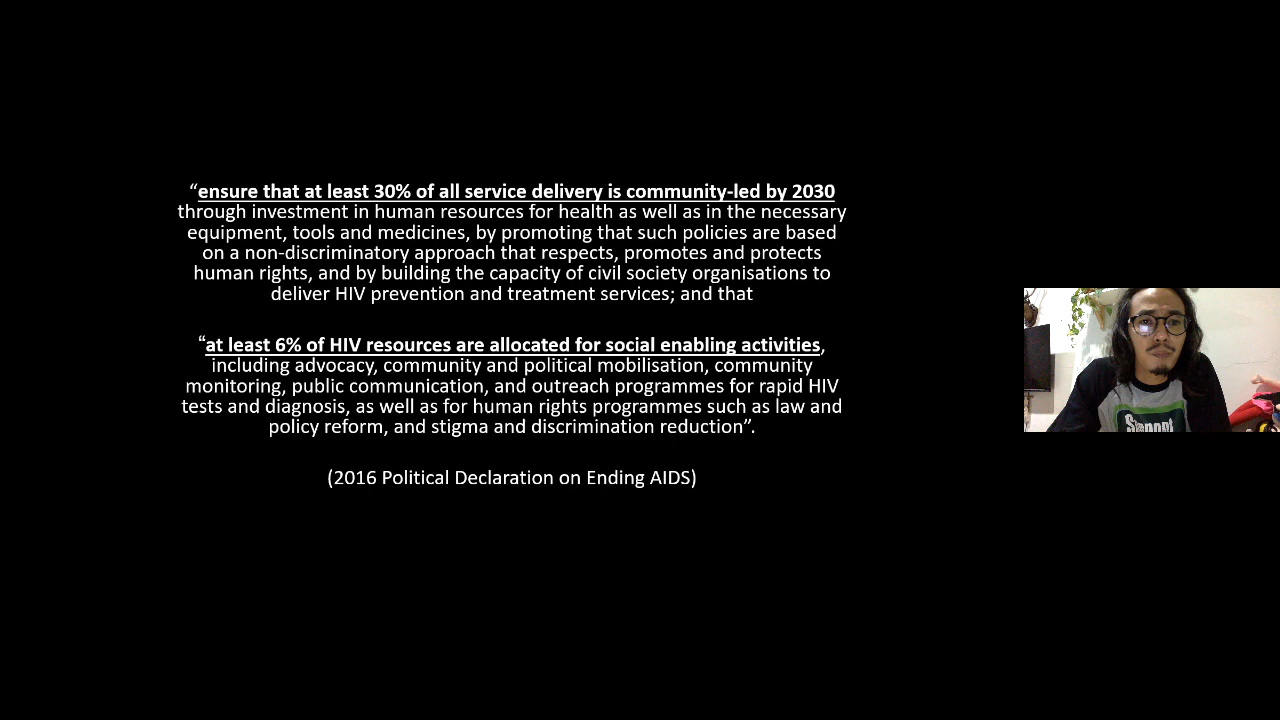 “ensure that at least 30% of all service delivery is community-led by 2030
through investment in human resources for health as well as in the necessary
equipment, tools and medicines, by promoting that such policies are based
on a non-discriminatory approach that respects, promotes and protects
human rights, and by building the capacity of civil society organisations to
deliver HIV prevention and treatment services; and that
“at least 6% of HIV resources are allocated for social enabling activities,
including advocacy, community and political mobilisation, community
monitoring, public communication, and outreach programmes for rapid HIV
tests and diagnosis, as well as for human rights programmes such as law and
policy reform, and stigma and discrimination reduction”.
(2016 Political Declaration on Ending AIDS)